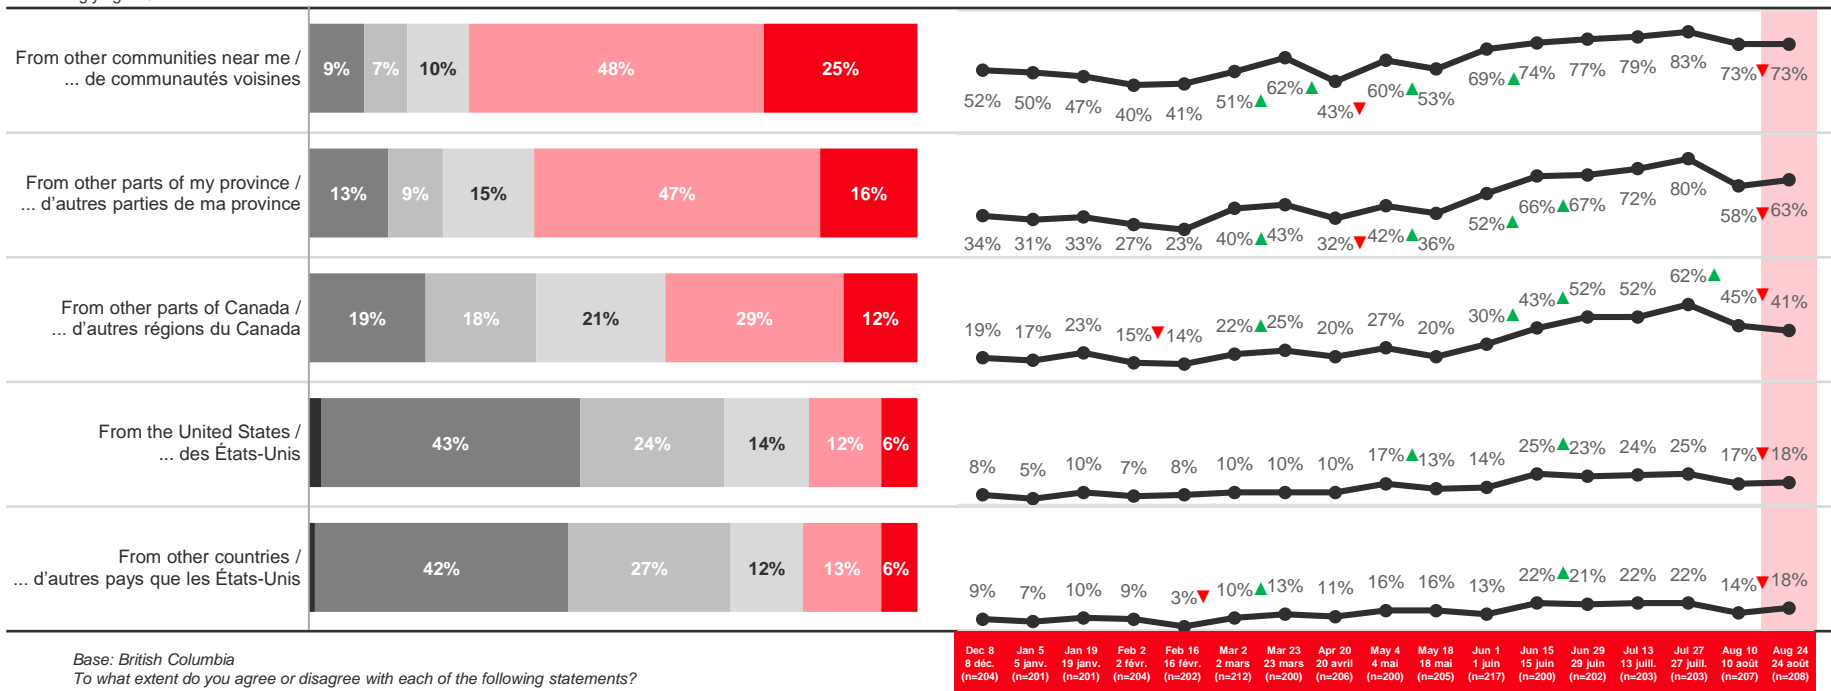 From other communities near me /
... de communautés voisines
9% 7% 10% 48% 25%
52% 50% 47% 40% 41% 51%▲ 62%▲ 43%▼ 60%▲ 53% 69%▲ 74% 77% 79% 83% 73%▼ 73%
From other parts of my province /
... d'autres parties de ma province
13% 9% 15% 47% 16%
34% 31% 33% 27% 23% 40%▲ 43% 32%▼ 42%▲ 36% 52%▲ 66%▲ 67% 72% 80% 58%▼ 63%
From other parts of Canada /
... d'autres régions du Canada
19% 18% 21% 29% 12%
19% 17% 23% 15%▼ 14% 22%▲ 25% 20% 27% 20% 30%▲ 43%▲ 52% 52% 62%▲ 45%▼ 41%
From the United States /
... des États-Unis
43% 24% 14% 12% 6%
8% 5% 10% 7% 8% 10% 10% 10% 17%▲ 13% 14% 25%▲ 23% 24% 25% 17%▼ 18%
From other countries /
... d'autres pays que les États-Unis
42% 27% 12% 13% 6%
9% 7% 10% 9% 3%▼ 10%▲ 13% 11% 16% 16% 13% 22%▲ 21% 22% 22% 14%▼ 18%
Dec 8 Jan 5 Jan 19 Feb 2 Feb 16 Mar 2 Mar 23 Apr 20 May 4 May 18 Jun 1 Jun 15 Jun 29 Jul 13 Jul 27 Aug 10 Aug 24
8 déc. 5 janv. 19 janv. 2 févr. 16 févr. 2 mars 23 mars 20 avril 4 mai 18 mai 1 juin 15 juin 29 juin 13 juill. 27 juill. 10 août 24 août
(n=204) (n=201) (n=201) (n=204) (n=202) (n=212) (n=200) (n=206) (n=200) (n=205) (n=217) (n=200) (n=202) (n=203) (n=203) (n=207) (n=208)
Base: British Columbia
To what extent do you agree or disagree with each of the following statements?